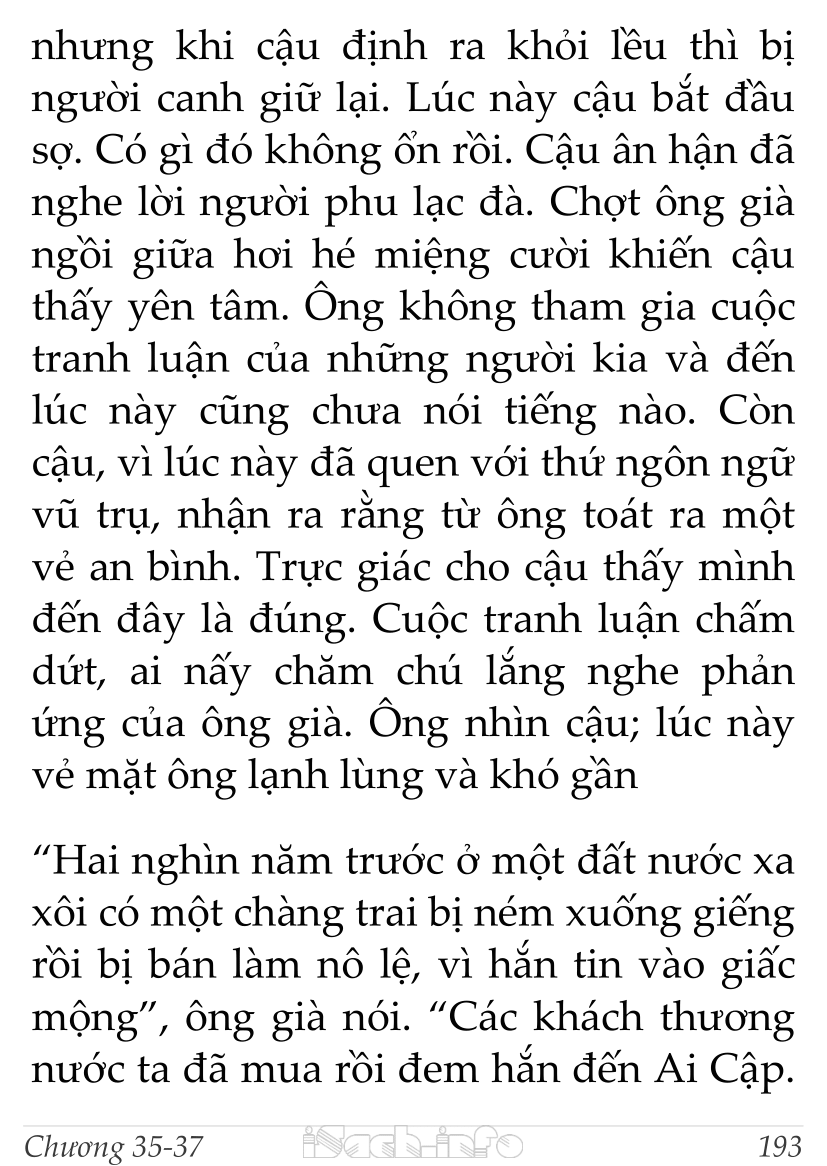 nhưng khi cậu định ra khỏi lều thì bị
người canh giữ lại. Lúc này cậu bắt đầu
sợ. Có gì đó không ổn rồi. Cậu ân hận đã
nghe lời người phu lạc đà. Chợt ông già
ngồi giữa hơi hé miệng cười khiến cậu
thấy yên tâm. Ông không tham gia cuộc
tranh luận của những người kia và đến
lúc này cũng chưa nói tiếng nào. Còn
cậu, vì lúc này đã quen với thứ ngôn ngữ
vũ trụ, nhận ra rằng từ ông toát ra một
vẻ an bình. Trực giác cho cậu thấy mình
đến đây là đúng. Cuộc tranh luận chấm
dứt, ai nấy chăm chú lắng nghe phản
ứng của ông già. Ông nhìn cậu; lúc này
vẻ mặt ông lạnh lùng và khó gần
“Hai nghìn năm trước ở một đất nước xa
xôi có một chàng trai bị ném xuống giếng
rồi bị bán làm nô lệ, vì hắn tin vào giấc
mộng”, ông già nói. “Các khách thương
nước ta đã mua rồi đem hắn đến Ai Cập.
Chương 35-37 iSach.info 193